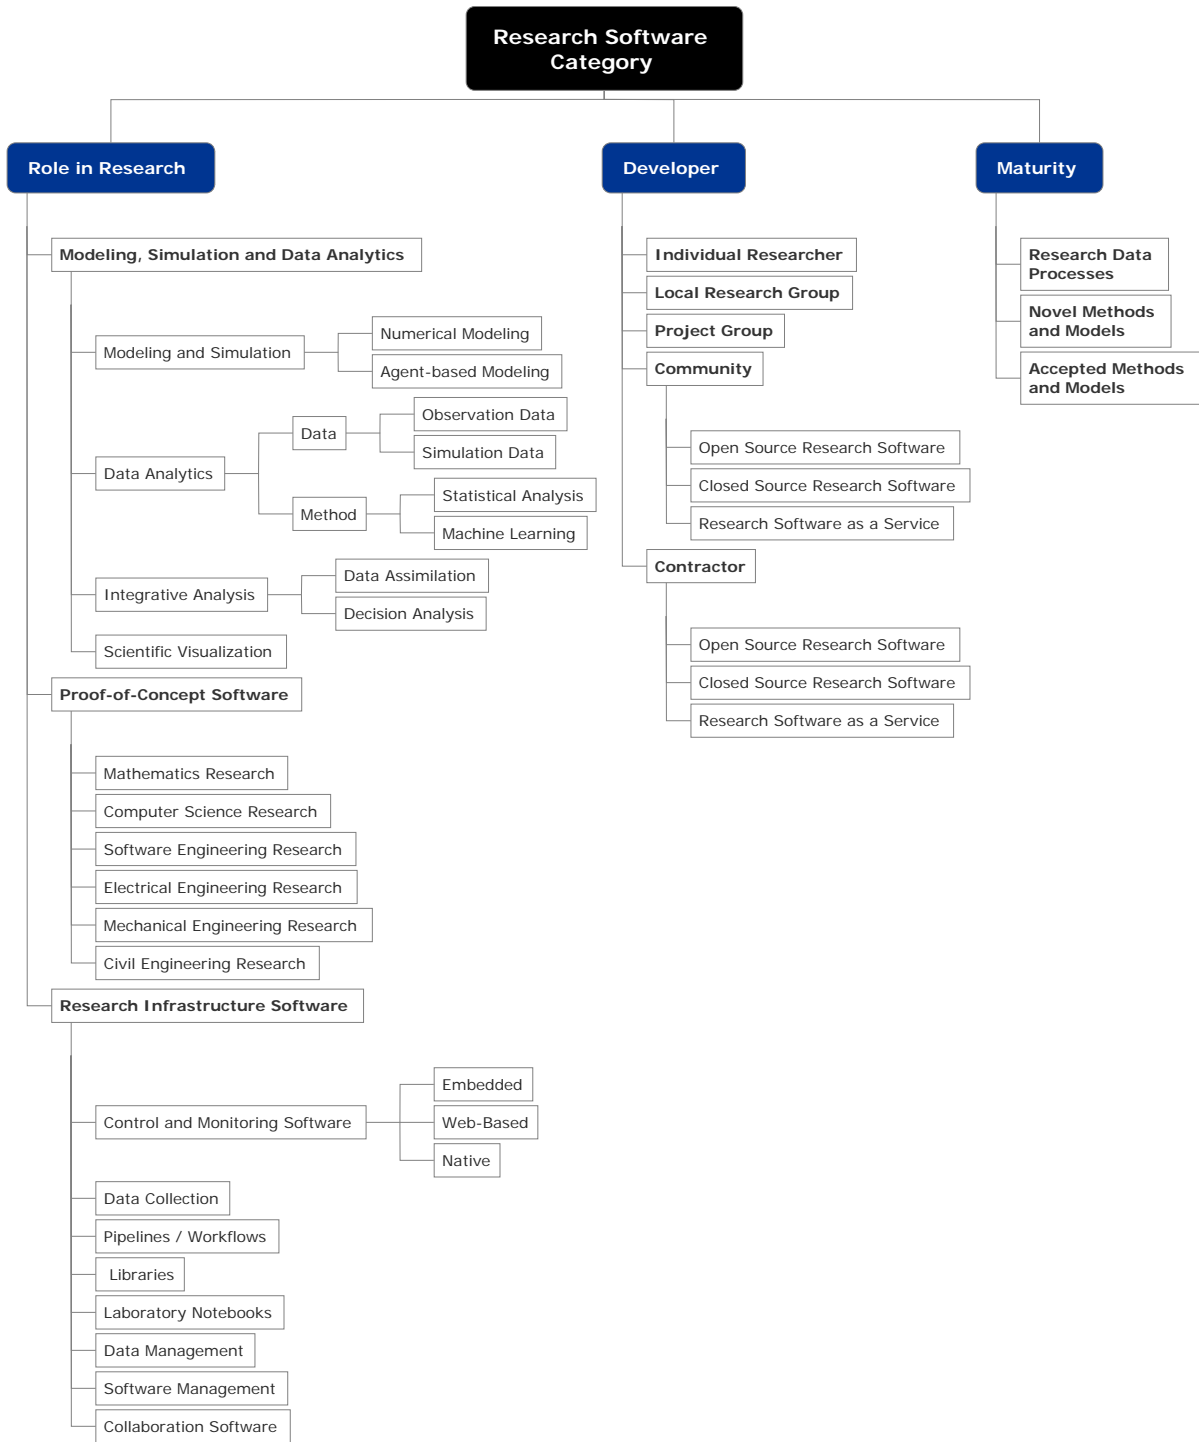 Research Software
Category
Role in Research
Developer
Maturity
Modeling, Simulation and Data Analytics
Modeling and Simulation
Numerical Modeling
Agent-based Modeling
Data Analytics
Data
Observation Data
Simulation Data
Method
Statistical Analysis
Machine Learning
Integrative Analysis
Data Assimilation
Decision Analysis
Scientific Visualization
Proof-of-Concept Software
Mathematics Research
Computer Science Research
Software Engineering Research
Electrical Engineering Research
Mechanical Engineering Research
Civil Engineering Research
Research Infrastructure Software
Control and Monitoring Software
Embedded
Web-Based
Native
Data Collection
Pipelines / Workflows
Libraries
Laboratory Notebooks
Data Management
Software Management
Collaboration Software
Individual Researcher
Local Research Group
Project Group
Community
Open Source Research Software
Closed Source Research Software
Research Software as a Service
Contractor
Open Source Research Software
Closed Source Research Software
Research Software as a Service
Research Data
Processes
Novel Methods
and Models
Accepted Methods
and Models